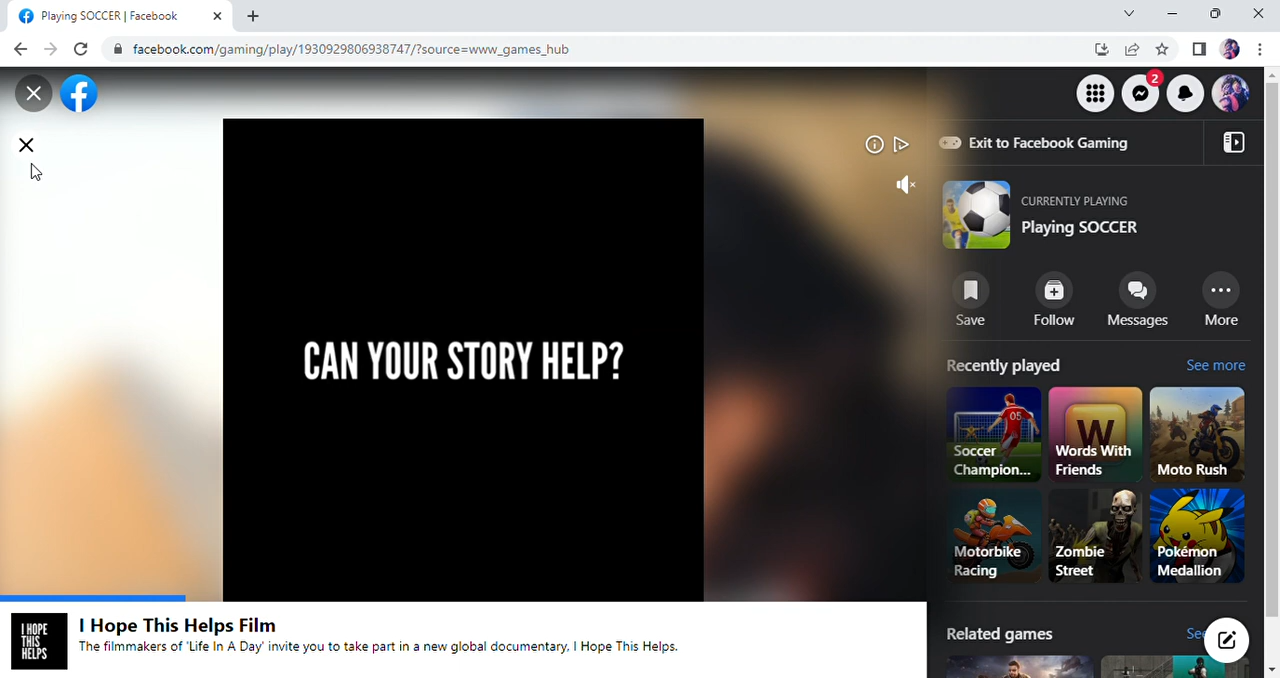 Playing SOCCER | Facebook
facebook.com/gaming/play/1930929806938747/?source=www_games_hub
2
Exit to Facebook Gaming
CURRENTLY PLAYING
Playing SOCCER
Save
Follow
Messages
More
CAN YOUR STORY HELP?
Recently played
See more
Soccer
Champion...
05
W
Words With
Friends
Moto Rush
Motorbike
Racing
Zombie
Street
Pokémon
Medallion
I HOPE
THIS
HELPS
I Hope This Helps Film
The filmmakers of 'Life In A Day' invite you to take part in a new global documentary, I Hope This Helps.
Related games
See